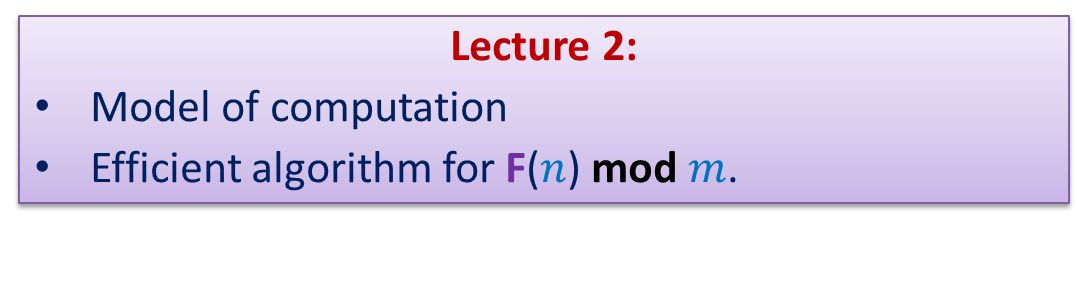 Lecture 2:
• Model of computation
• Efficient algorithm for F(n) mod m.